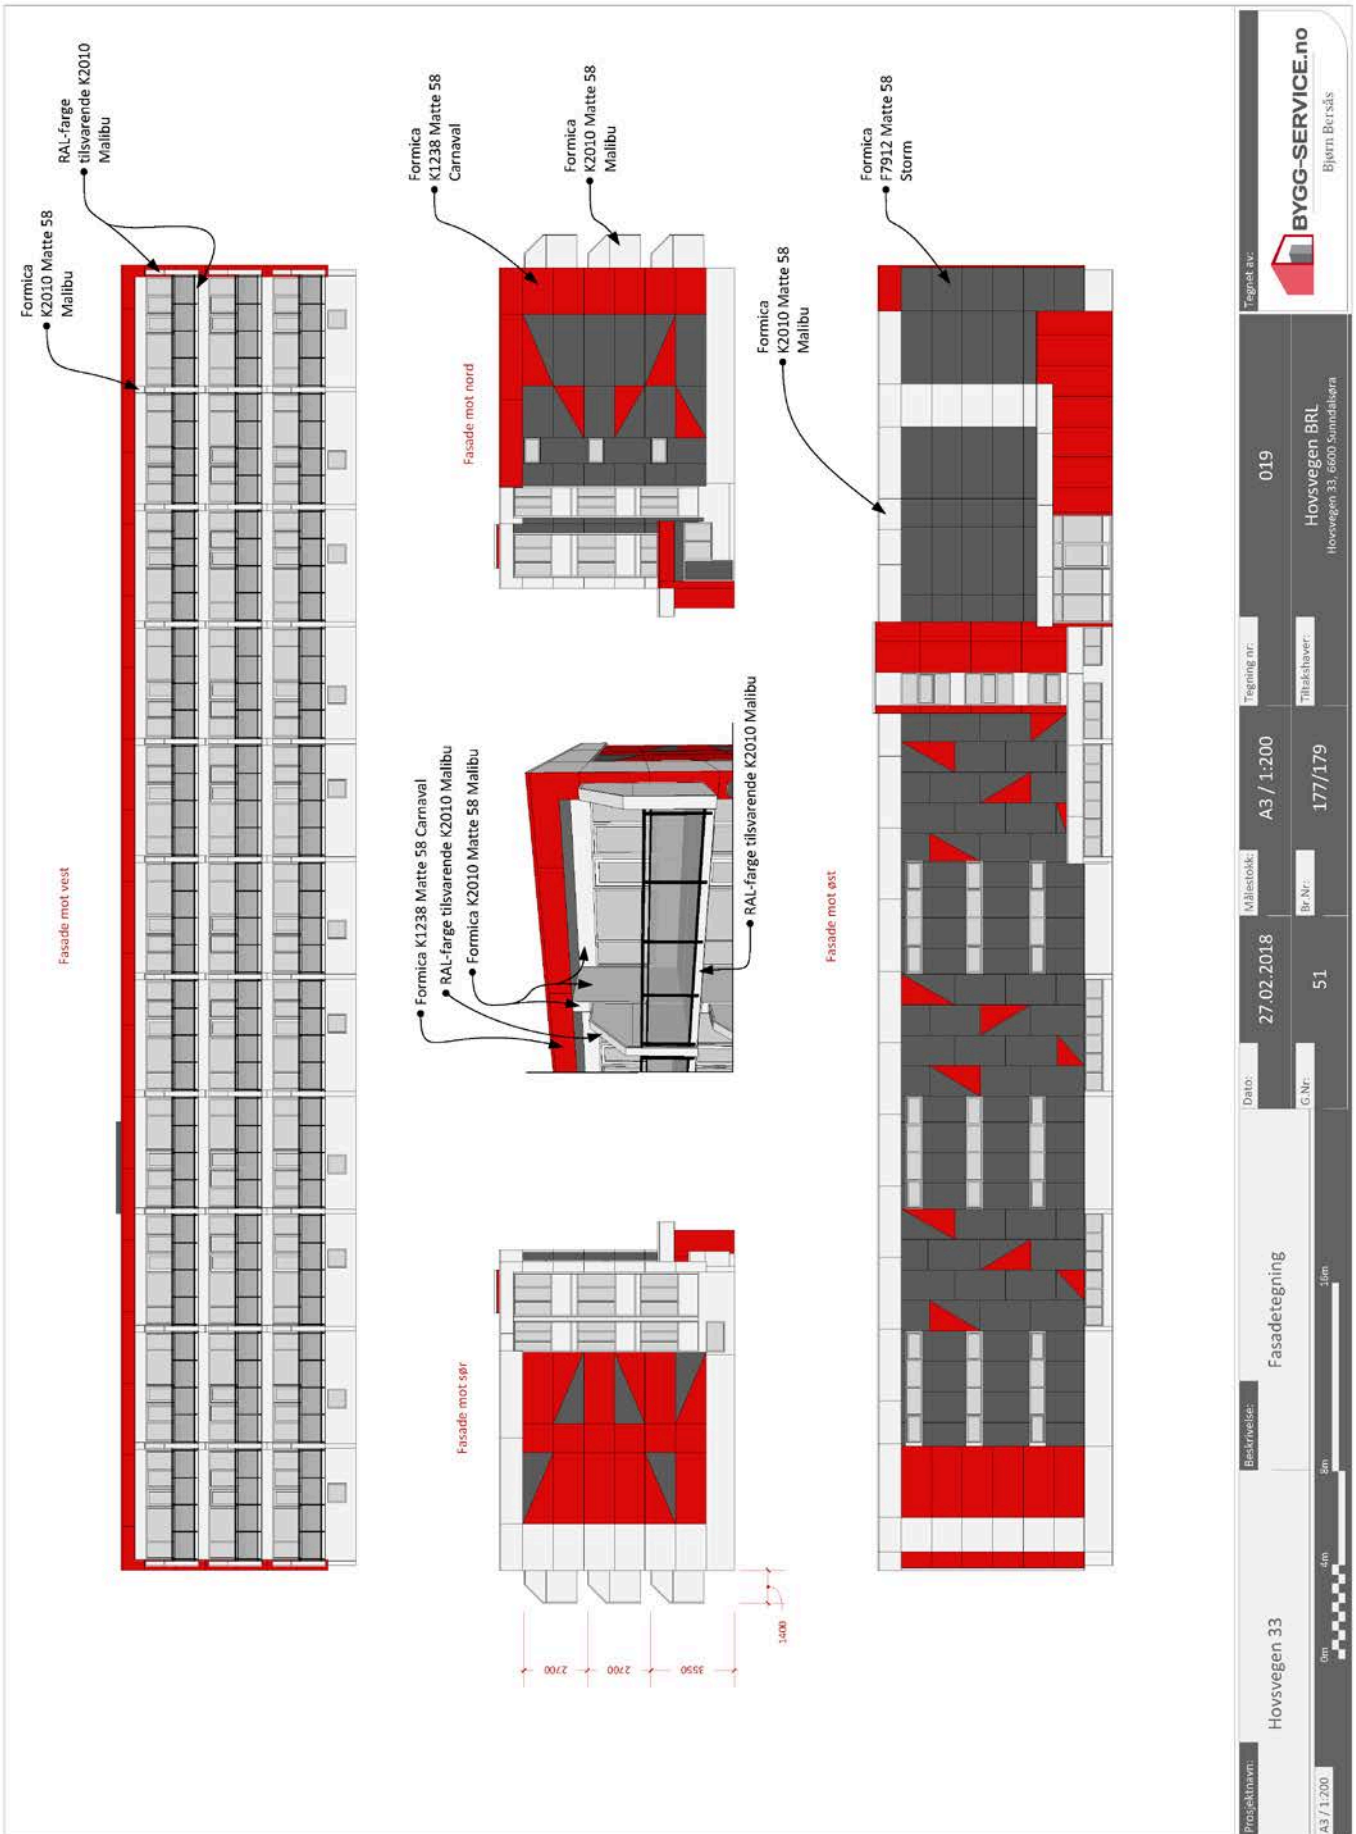 Fasade mot vest
Formica
K2010 Matte 58
Malibu
RAL-farge
tilsvarende K2010
Malibu
Fasade mot sør
2700
2700
3550
1400
Formica K1238 Matte 58 Carnaval
RAL-farge tilsvarende K2010 Malibu
Formica K2010 Matte 58 Malibu
RAL-farge tilsvarende K2010 Malibu
Fasade mot nord
Formica
K1238 Matte 58
Carnaval
Formica
K2010 Matte 58
Malibu
Fasade mot øst
Formica
K2010 Matte 58
Malibu
Formica
F7912 Matte 58
Storm
Prosjektnavn:
Hovsvegen 33
Beskrivelse:
Fasadetegning
Dato:
27.02.2018
Målestokk:
A3 / 1:200
Tegning nr:
019
Tegnet av:
BYGG-SERVICE.no
Bjørn Bersås
A3 / 1:200
0m 4m 8m 16m
G.Nr:
51
Br.Nr:
177/179
Tiltakshaver:
Hovsvegen BRL
Hovsvegen 33, 6600 Sunndalsøra